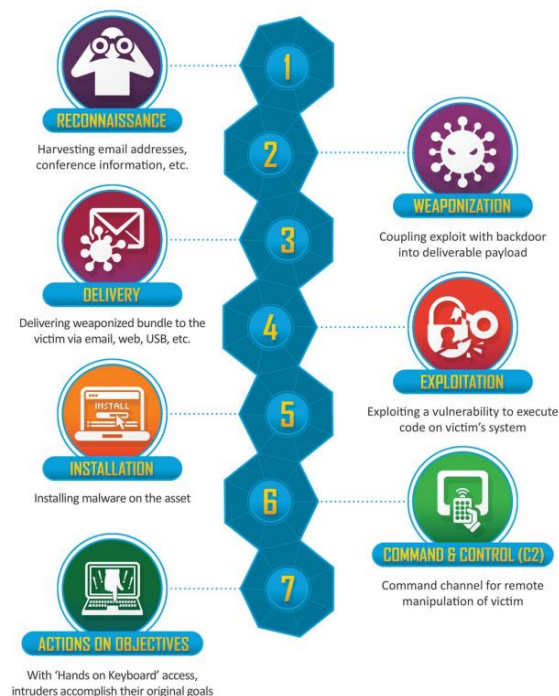 1
RECONNAISSANCE
Harvesting email addresses,
conference information, etc.
2
WEAPONIZATION
Coupling exploit with backdoor
into deliverable payload
3
DELIVERY
Delivering weaponized bundle to the
victim via email, web, USB, etc.
4
EXPLOITATION
Exploiting a vulnerability to execute
code on victim's system
5
INSTALL
INSTALLATION
Installing malware on the asset
6
COMMAND & CONTROL (C2)
Command channel for remote
manipulation of victim
7
ACTIONS ON OBJECTIVES
With 'Hands on Keyboard' access,
intruders accomplish their original goals